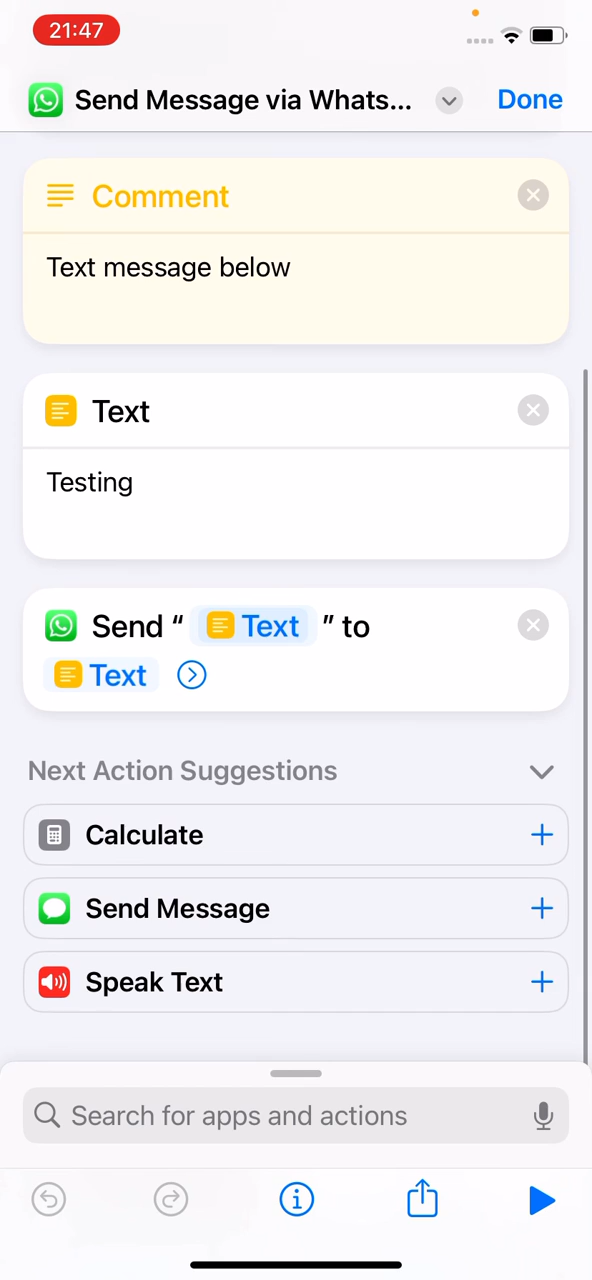 21:47
Send Message via Whats...
Done
Comment
Text message below
Text
Testing
Send “ Text ” to
Text
Next Action Suggestions
Calculate
Send Message
Speak Text
Search for apps and actions